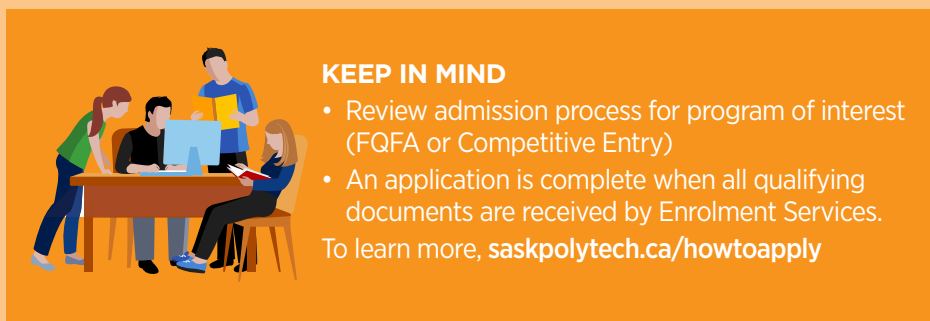 KEEP IN MIND
• Review admission process for program of interest
(FQFA or Competitive Entry)
• An application is complete when all qualifying
documents are received by Enrolment Services.
To learn more, saskpolytech.ca/howtoapply